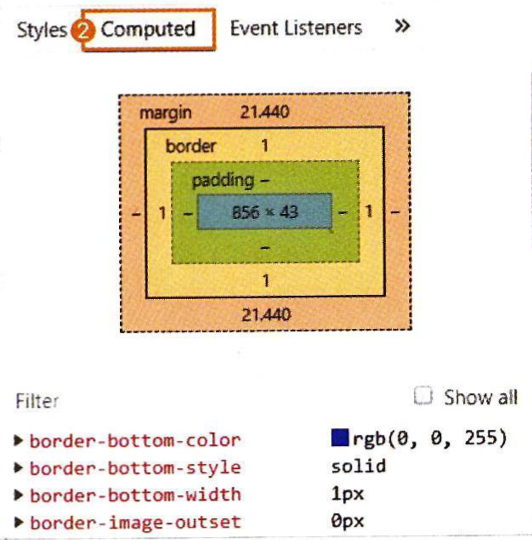 Styles 2 Computed Event Listeners »
margin 21.440
border 1
padding –
– 1 – 856 × 43 – 1 –
–
1
21.440
Filter Show all
▶ border-bottom-color rgb(0, 0, 255)
▶ border-bottom-style solid
▶ border-bottom-width 1px
▶ border-image-outset 0px